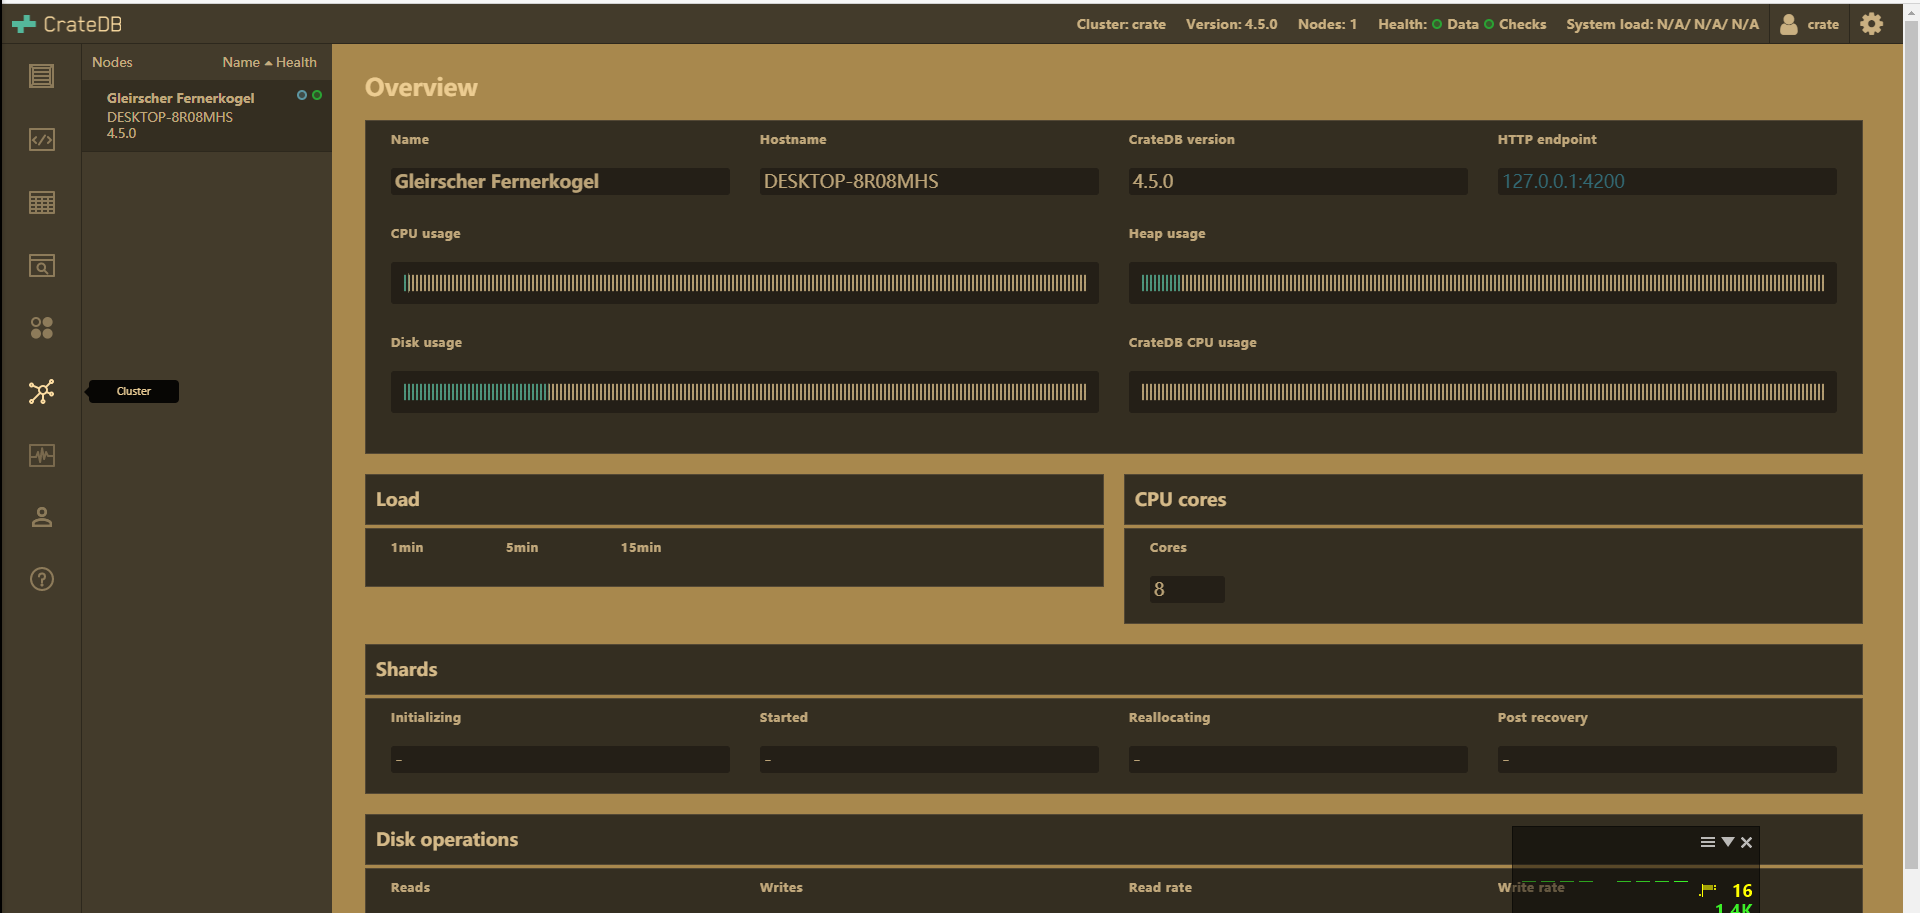 CrateDB
Cluster: crate Version: 4.5.0 Nodes: 1 Health: Data Checks System load: N/A/ N/A/ N/A crate
Nodes Name Health
Gleirscher Fernerkogel
DESKTOP-8R08MHS
4.5.0
Cluster
Overview
Name Hostname CrateDB version HTTP endpoint
Gleirscher Fernerkogel DESKTOP-8R08MHS 4.5.0 127.0.0.1:4200
CPU usage Heap usage
Disk usage CrateDB CPU usage
Load CPU cores
1min 5min 15min Cores
8
Shards
Initializing Started Reallocating Post recovery
- - - -
Disk operations
Reads Writes Read rate Write rate
16
1.4K